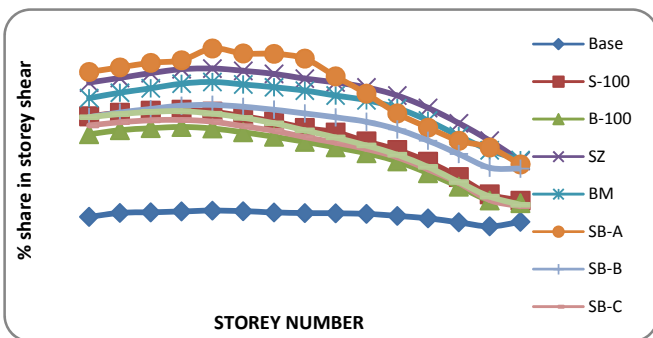 % share in storey shear
STOREY NUMBER
Base
S-100
B-100
SZ
BM
SB-A
SB-B
SB-C